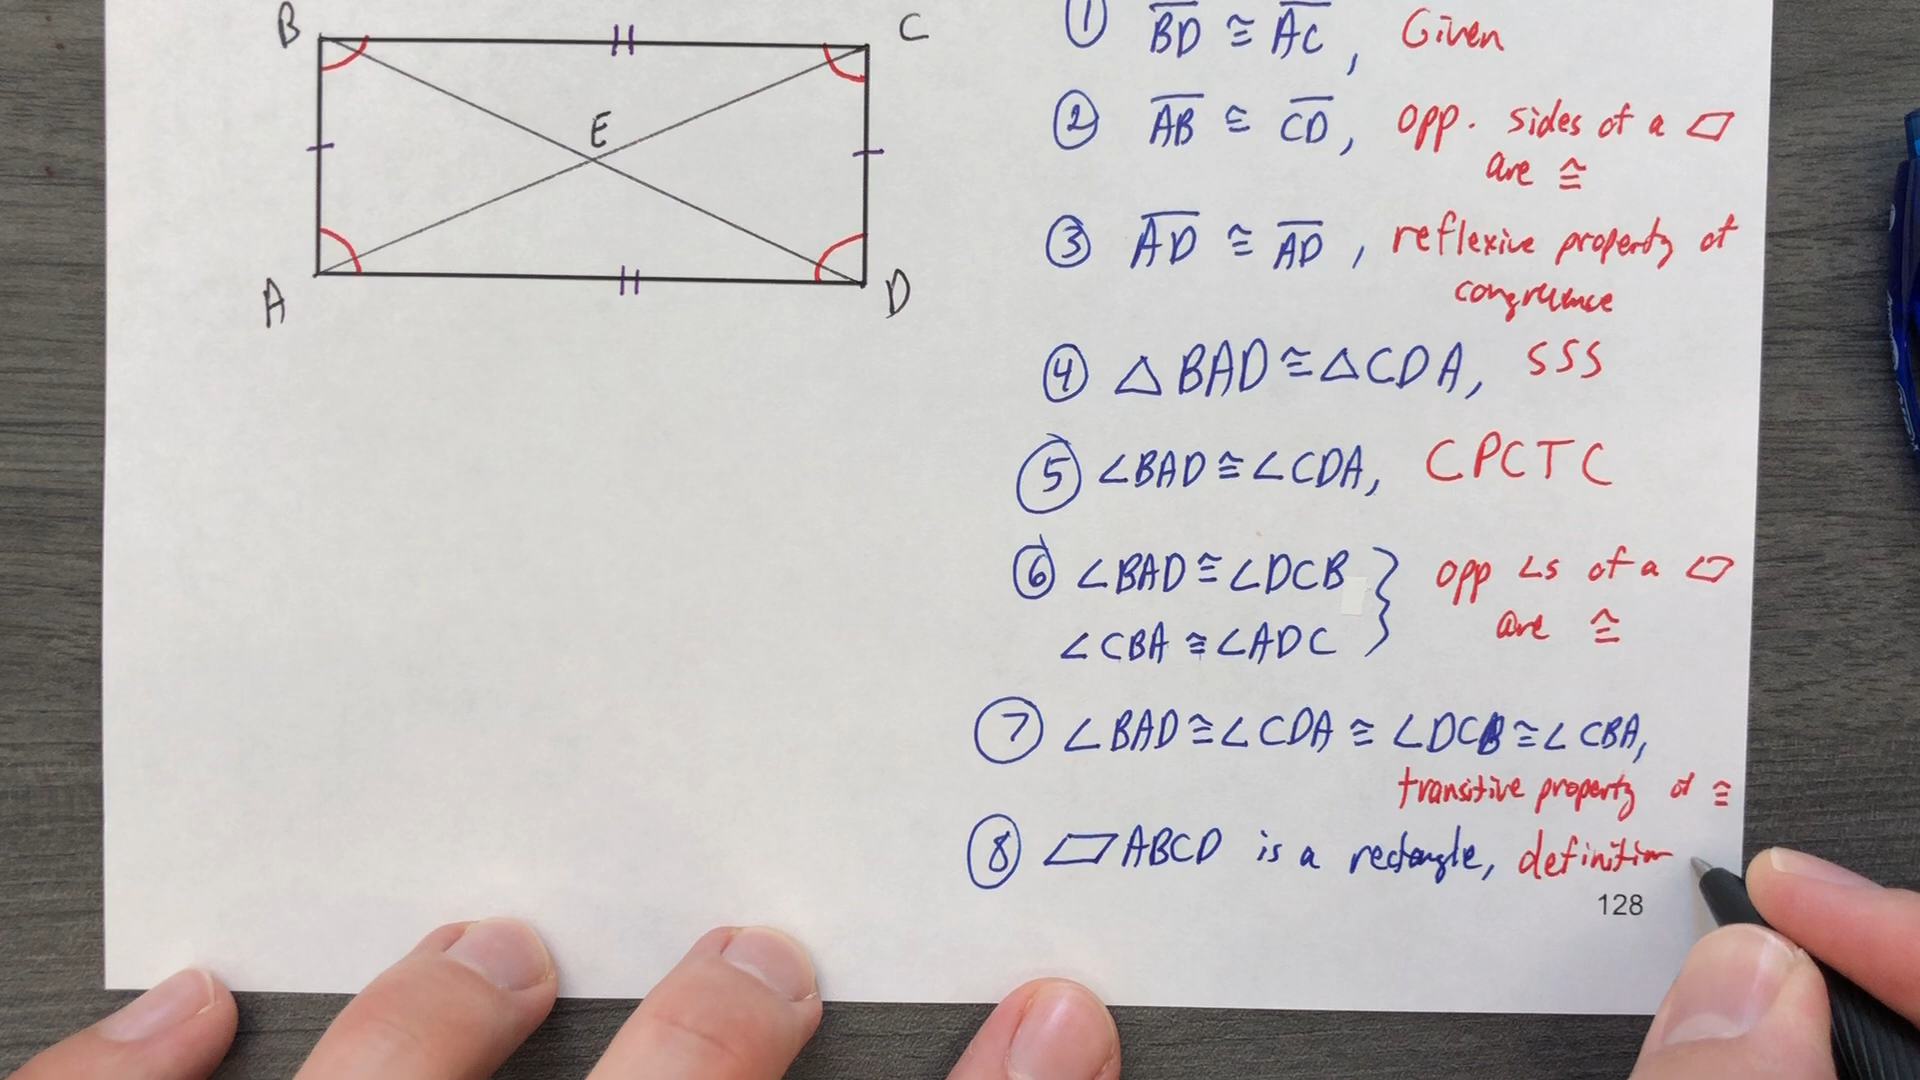 B
C
E
A
D
① BD ≅ AC, Given
② AB ≅ CD, opp. sides of a ▱
are ≅
③ AD ≅ AD, reflexive property of
congruence
④ △BAD ≅ △CDA, SSS
⑤ ∠BAD ≅ ∠CDA, CPCTC
⑥ ∠BAD ≅ ∠DCB } opp ∠s of a ▱
∠CBA ≅ ∠ADC are ≅
⑦ ∠BAD ≅ ∠CDA ≅ ∠DCB ≅ ∠CBA,
transitive property of ≅
⑧ ▱ABCD is a rectangle, definition
128